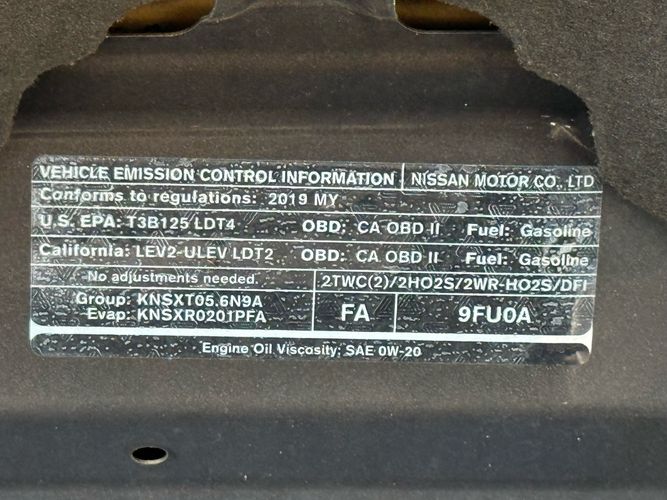 VEHICLE EMISSION CONTROL INFORMATION NISSAN MOTOR CO., LTD
Conforms to regulations: 2019 MY
U.S. EPA: T3B125 LDT4 OBD: CA OBD II Fuel: Gasoline
California: LEV2-ULEV LDT2 OBD: CA OBD II Fuel: Gasoline
No adjustments needed. 2TWC(2)/2HO2S/2WR-HO2S/DFI
Group: KNSXT05.6N9A
Evap: KNSXR0201PFA
FA 9FU0A
Engine Oil Viscosity: SAE 0W-20